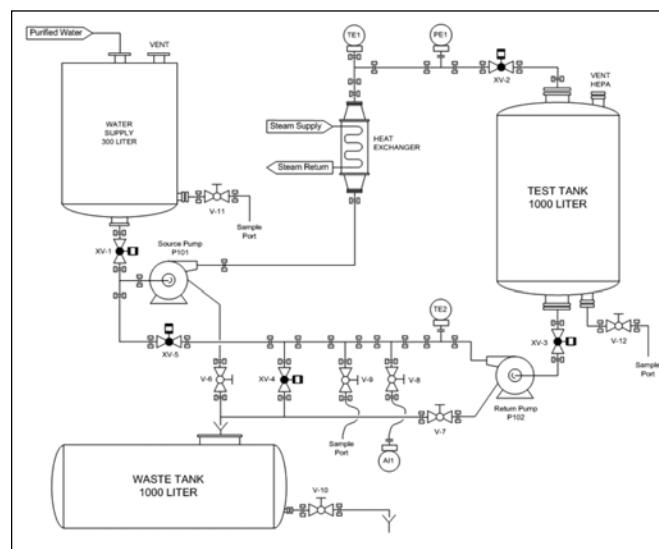 Purified Water
VENT
WATER
SUPPLY
300 LITER
V-11
Sample
Port
XV-1
Source Pump
P101
TE1
PE1
XV-2
Steam Supply
Steam Return
HEAT
EXCHANGER
VENT
HEPA
TEST TANK
1000 LITER
TE2
XV-3
V-12
Sample
Port
XV-5
V-6
XV-4
V-9
V-8
V-7
Return Pump
P102
Sample
Port
AI1
WASTE TANK
1000 LITER
V-10